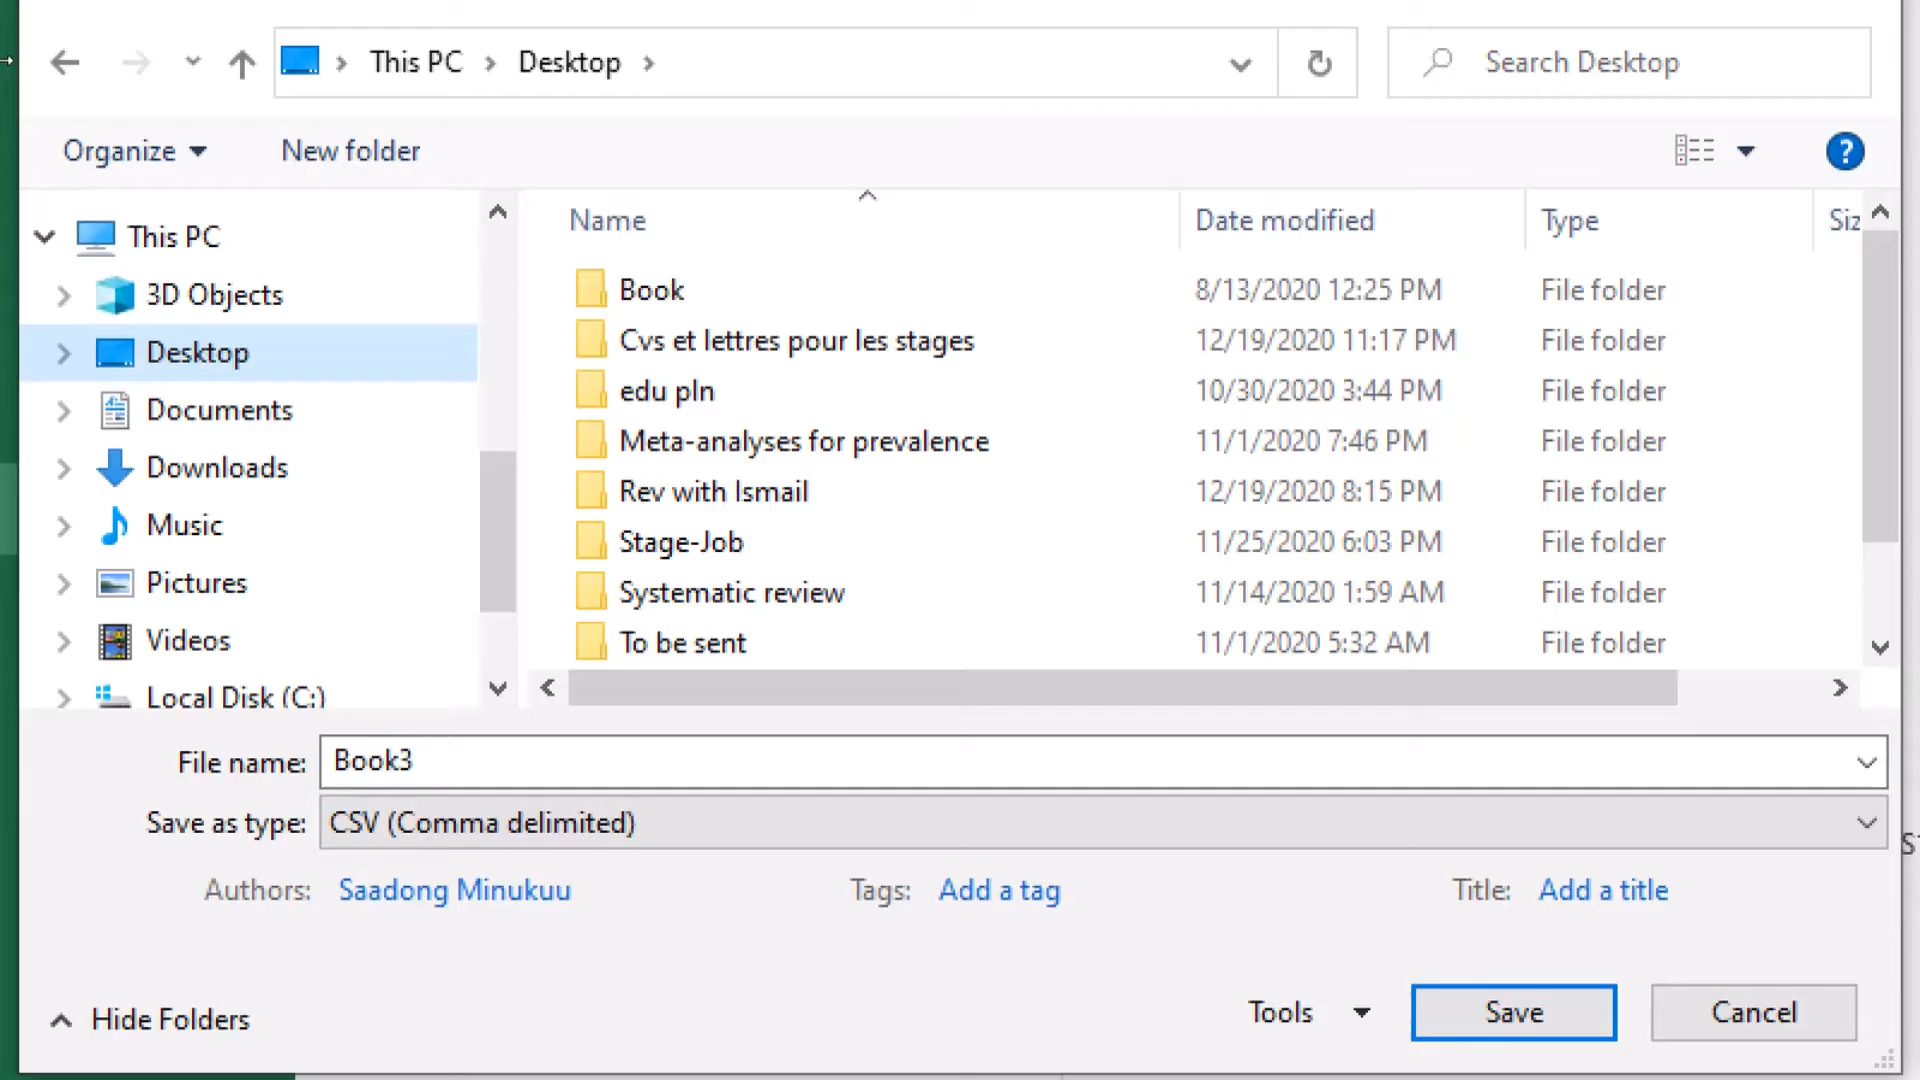 This PC > Desktop >
Search Desktop
Organize
New folder
?
This PC
3D Objects
Desktop
Documents
Downloads
Music
Pictures
Videos
Local Disk (C:)
Name Date modified Type Siz
Book 8/13/2020 12:25 PM File folder
Cvs et lettres pour les stages 12/19/2020 11:17 PM File folder
edu pln 10/30/2020 3:44 PM File folder
Meta-analyses for prevalence 11/1/2020 7:46 PM File folder
Rev with Ismail 12/19/2020 8:15 PM File folder
Stage-Job 11/25/2020 6:03 PM File folder
Systematic review 11/14/2020 1:59 AM File folder
To be sent 11/1/2020 5:32 AM File folder
File name: Book3
Save as type: CSV (Comma delimited)
Authors: Saadong Minukuu Tags: Add a tag Title: Add a title
Hide Folders
Tools
Save
Cancel